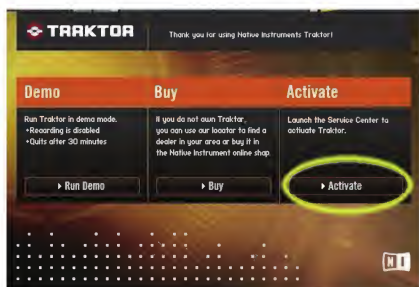 TRAKTOR
Thank you for using Native Instruments Traktor!
Demo
Run Traktor in demo mode.
•Recording is disabled
•Quits after 30 minutes
▸ Run Demo
Buy
If you do not own Traktor,
you can use our locator to find a
dealer in your area or buy it in
the Native Instrument online shop
▸ Buy
Activate
Launch the Service Center to
activate Traktor.
▸ Activate
NI